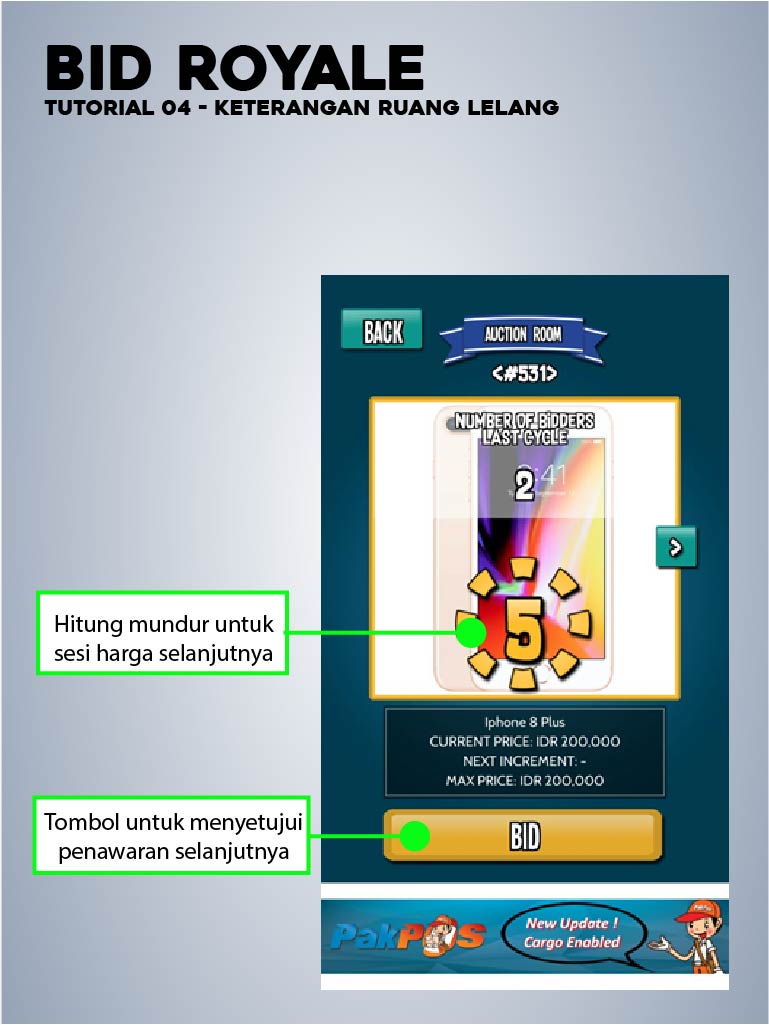 BID ROYALE
TUTORIAL 04 - KETERANGAN RUANG LELANG
BACK
AUCTION ROOM
<#531>
NUMBER OF BIDDERS
LAST CYCLE
2
>
5
Hitung mundur untuk
sesi harga selanjutnya
Iphone 8 Plus
CURRENT PRICE: IDR 200,000
NEXT INCREMENT: -
MAX PRICE: IDR 200,000
Tombol untuk menyetujui
penawaran selanjutnya
BID
PakPOS
New Update !
Cargo Enabled